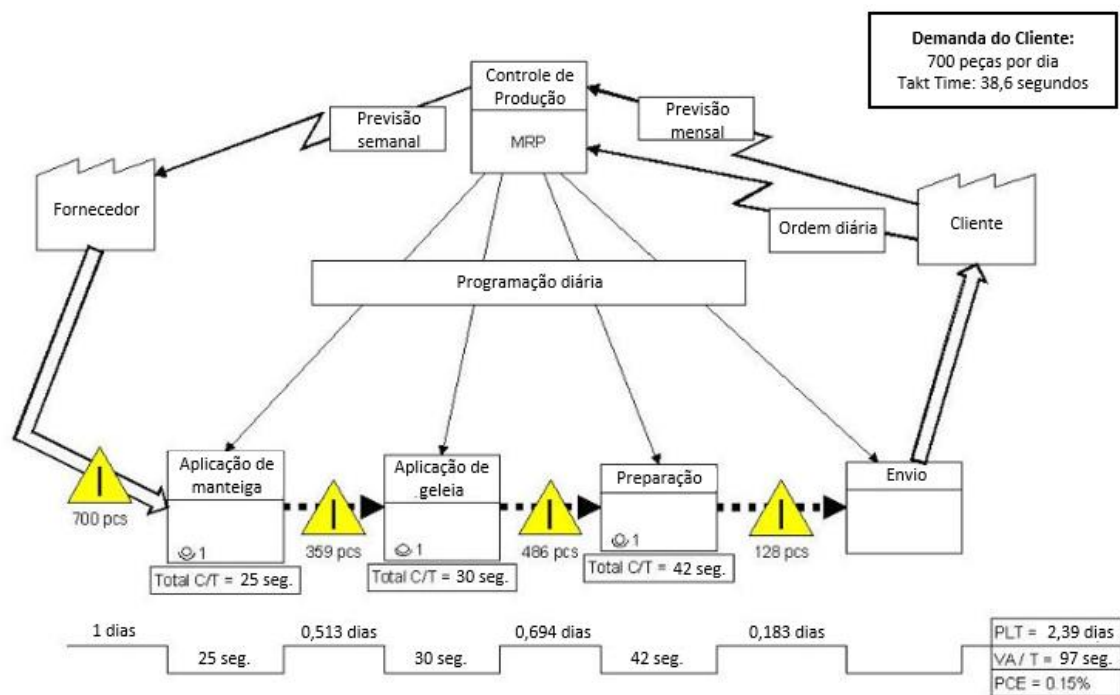 Demanda do Cliente:
700 peças por dia
Takt Time: 38,6 segundos
Controle de
Produção
MRP
Previsão
semanal
Previsão
mensal
Fornecedor
Ordem diária
Cliente
Programação diária
Aplicação de
manteiga
1
Total C/T = 25 seg.
Aplicação de
geleia
1
Total C/T = 30 seg.
Preparação
1
Total C/T = 42 seg.
Envio
I
700 pcs
I
359 pcs
I
486 pcs
I
128 pcs
1 dias
25 seg.
0,513 dias
30 seg.
0,694 dias
42 seg.
0,183 dias
PLT = 2,39 dias
VA / T = 97 seg.
PCE = 0.15%